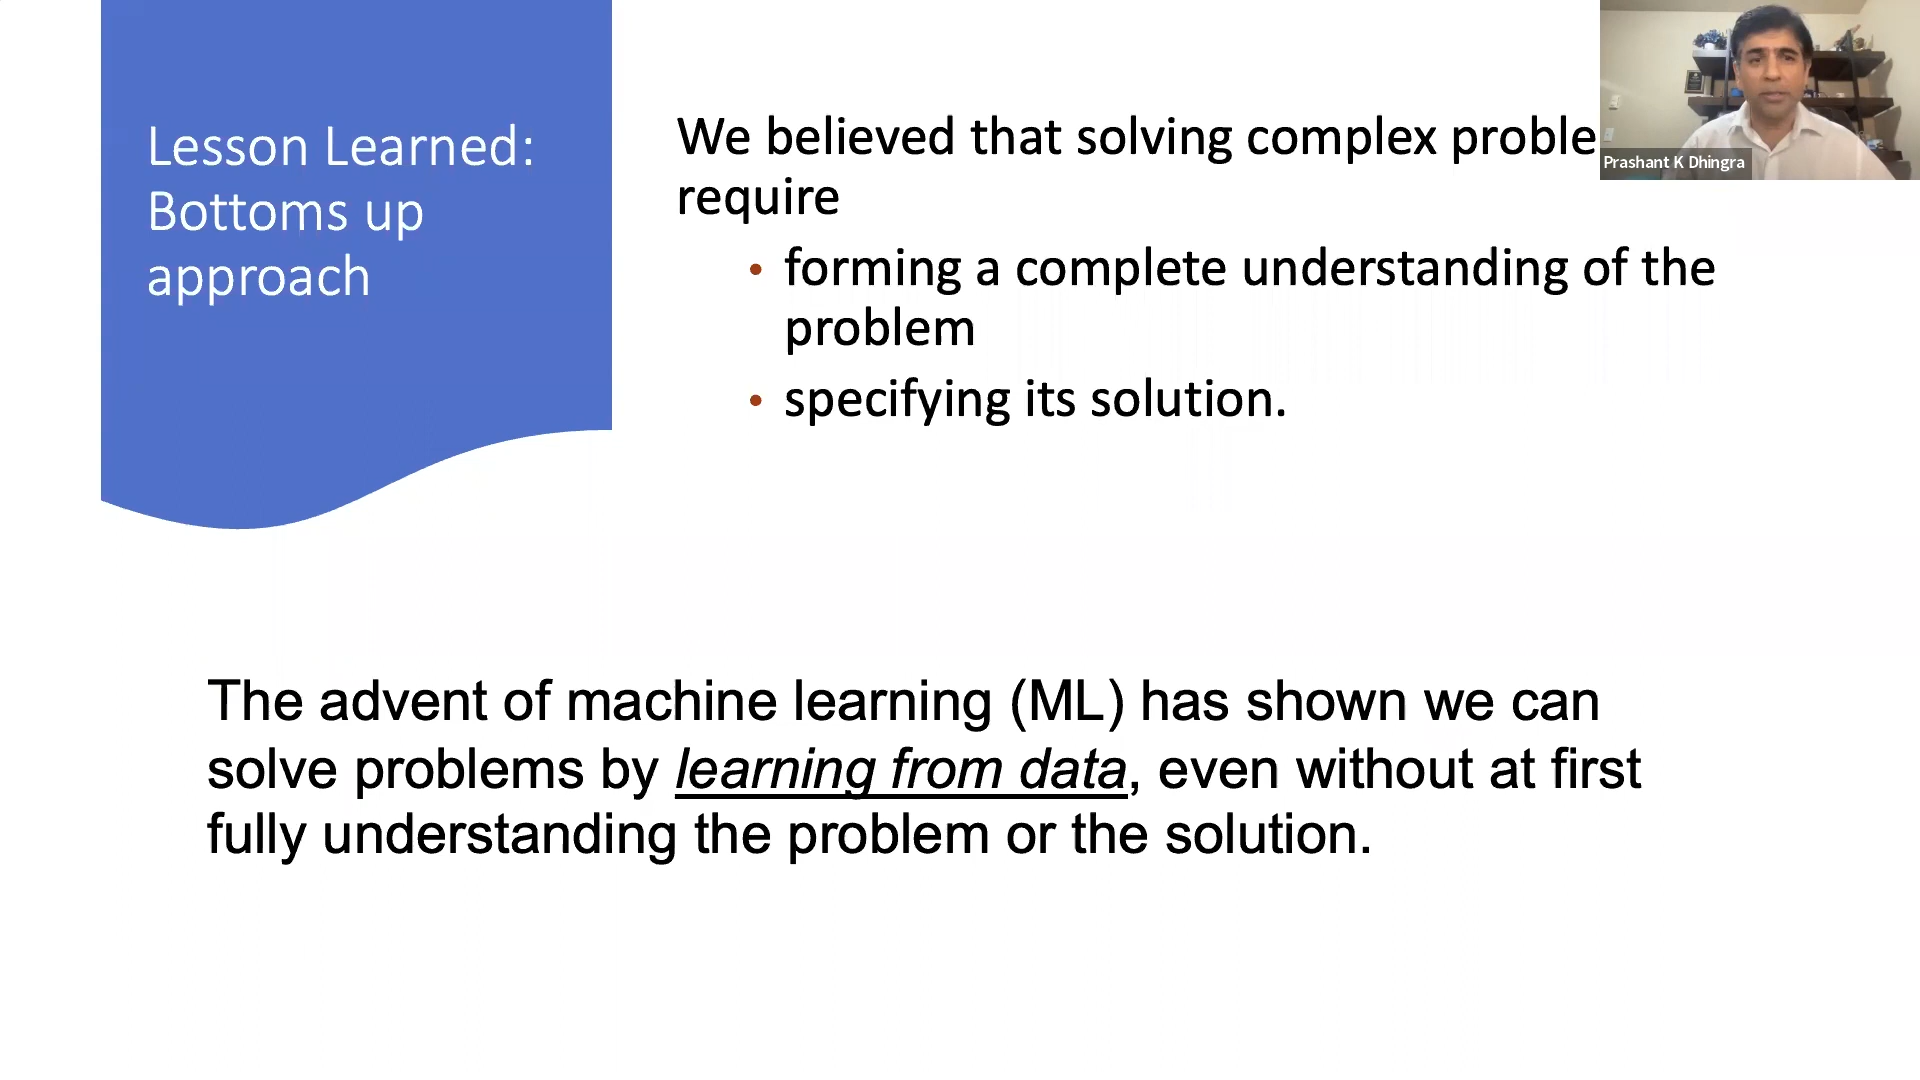 Lesson Learned:
Bottoms up
approach
We believed that solving complex proble
require
• forming a complete understanding of the
problem
• specifying its solution.
Prashant K Dhingra
The advent of machine learning (ML) has shown we can
solve problems by learning from data, even without at first
fully understanding the problem or the solution.